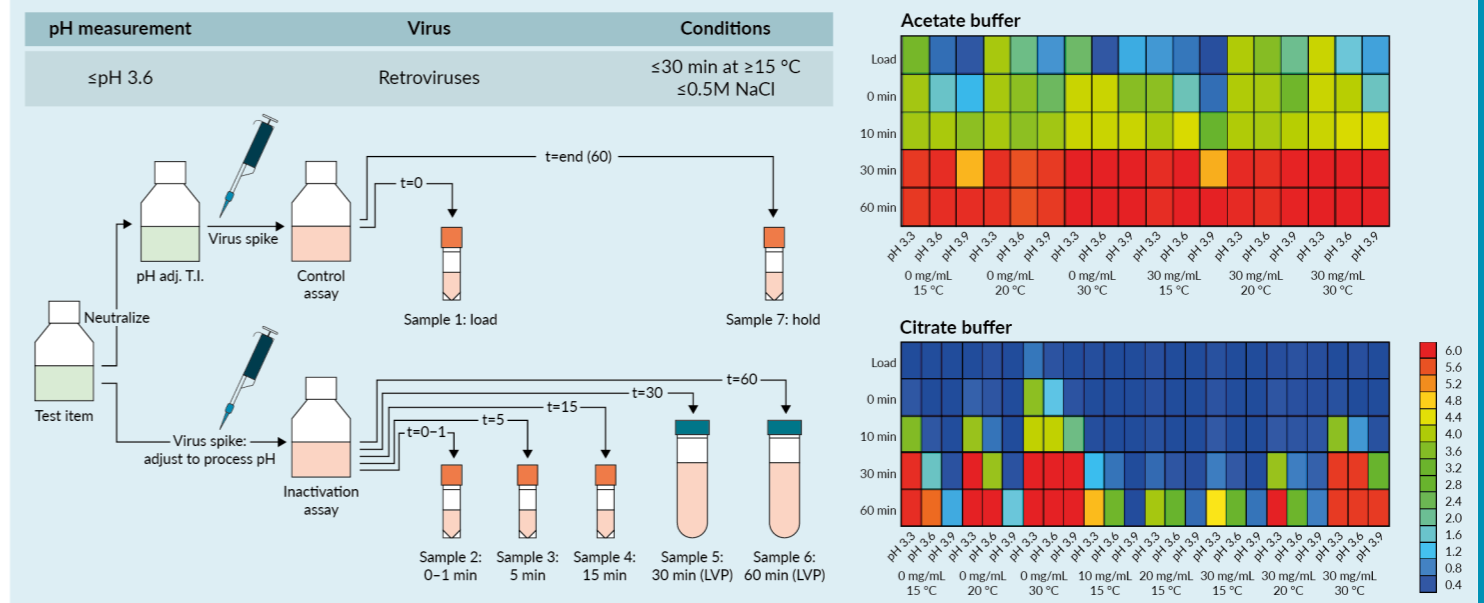 pH measurement Virus Conditions
≤pH 3.6 Retroviruses ≤30 min at ≥15 °C
≤0.5M NaCl
t=end (60)
t=0
Virus spike
pH adj. T.I.
Control
assay
Neutralize
Sample 1: load
Sample 7: hold
Test item
t=60
t=30
t=15
t=5
t=0–1
Virus spike:
adjust to process pH
Inactivation
assay
Sample 2:
0–1 min
Sample 3:
5 min
Sample 4:
15 min
Sample 5:
30 min (LVP)
Sample 6:
60 min (LVP)
Acetate buffer
Load
0 min
10 min
30 min
60 min
pH 3.3 pH 3.6 pH 3.9 pH 3.3 pH 3.6 pH 3.9 pH 3.3 pH 3.6 pH 3.9 pH 3.3 pH 3.6 pH 3.9 pH 3.3 pH 3.6 pH 3.9 pH 3.3 pH 3.6 pH 3.9
0 mg/mL 0 mg/mL 0 mg/mL 30 mg/mL 30 mg/mL 30 mg/mL
15 °C 20 °C 30 °C 15 °C 20 °C 30 °C
Citrate buffer
Load
0 min
10 min
30 min
60 min
pH 3.3 pH 3.6 pH 3.9 pH 3.3 pH 3.6 pH 3.9 pH 3.3 pH 3.6 pH 3.9 pH 3.3 pH 3.6 pH 3.9 pH 3.3 pH 3.6 pH 3.9 pH 3.3 pH 3.6 pH 3.9 pH 3.3 pH 3.6 pH 3.9 pH 3.3 pH 3.6 pH 3.9
0 mg/mL 0 mg/mL 0 mg/mL 10 mg/mL 20 mg/mL 30 mg/mL 30 mg/mL 30 mg/mL
15 °C 20 °C 30 °C 15 °C 15 °C 15 °C 20 °C 30 °C
6.0
5.6
5.2
4.8
4.4
4.0
3.6
3.2
2.8
2.4
2.0
1.6
1.2
0.8
0.4